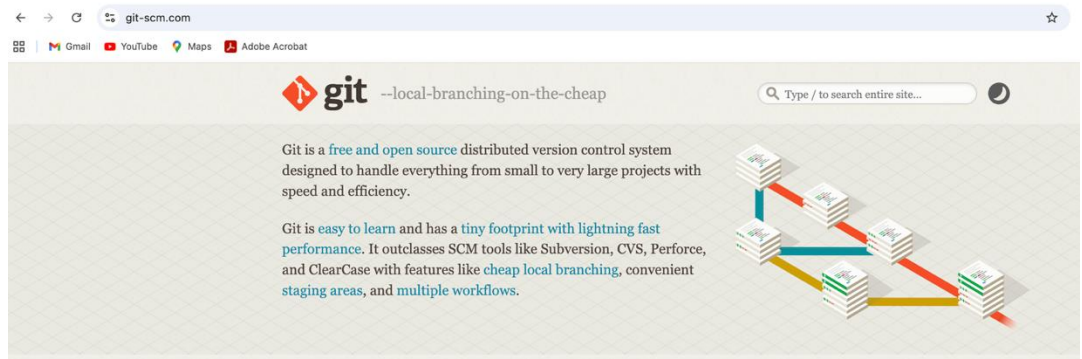 git-scm.com
Gmail YouTube Maps Adobe Acrobat
git --local-branching-on-the-cheap
Type / to search entire site...
Git is a free and open source distributed version control system
designed to handle everything from small to very large projects with
speed and efficiency.
Git is easy to learn and has a tiny footprint with lightning fast
performance. It outclasses SCM tools like Subversion, CVS, Perforce,
and ClearCase with features like cheap local branching, convenient
staging areas, and multiple workflows.